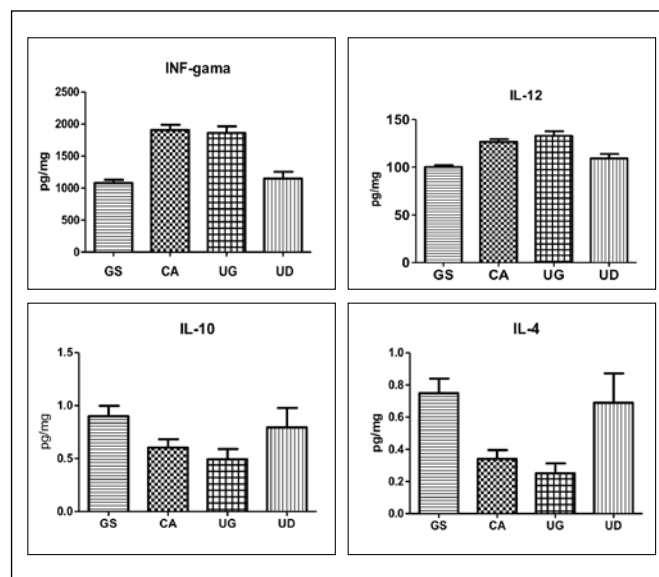 INF-gama
pg/mg
2500
2000
1500
1000
500
0
GS CA UG UD
IL-12
pg/mg
150
100
50
0
GS CA UG UD
IL-10
pg/mg
1.5
1.0
0.5
0.0
GS CA UG UD
IL-4
pg/mg
1.0
0.8
0.6
0.4
0.2
0.0
GS CA UG UD